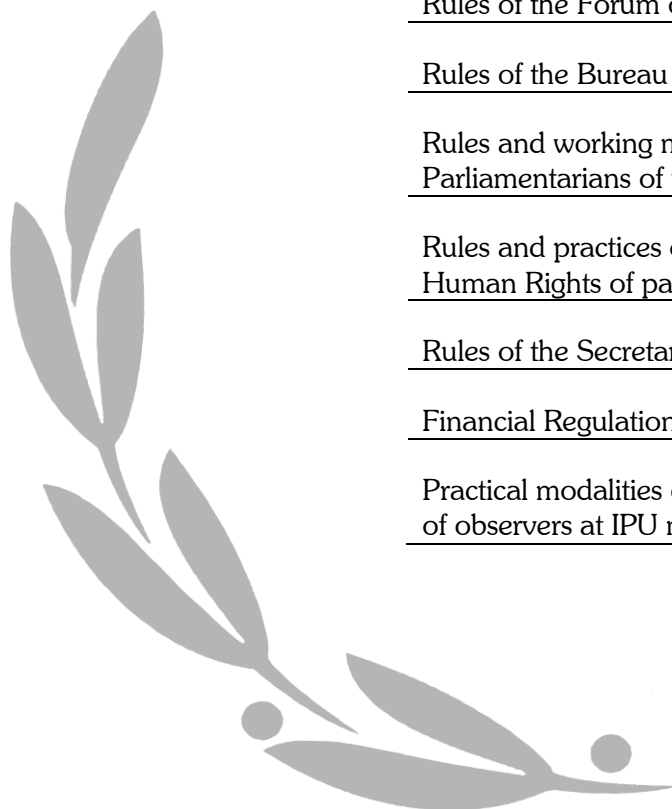 Rules of the Forum
Rules of the Bureau
Rules and working
Parliamentarians of
Rules and practices
Human Rights of
Rules of the
Financial
Practical modalities
of observers at IPU